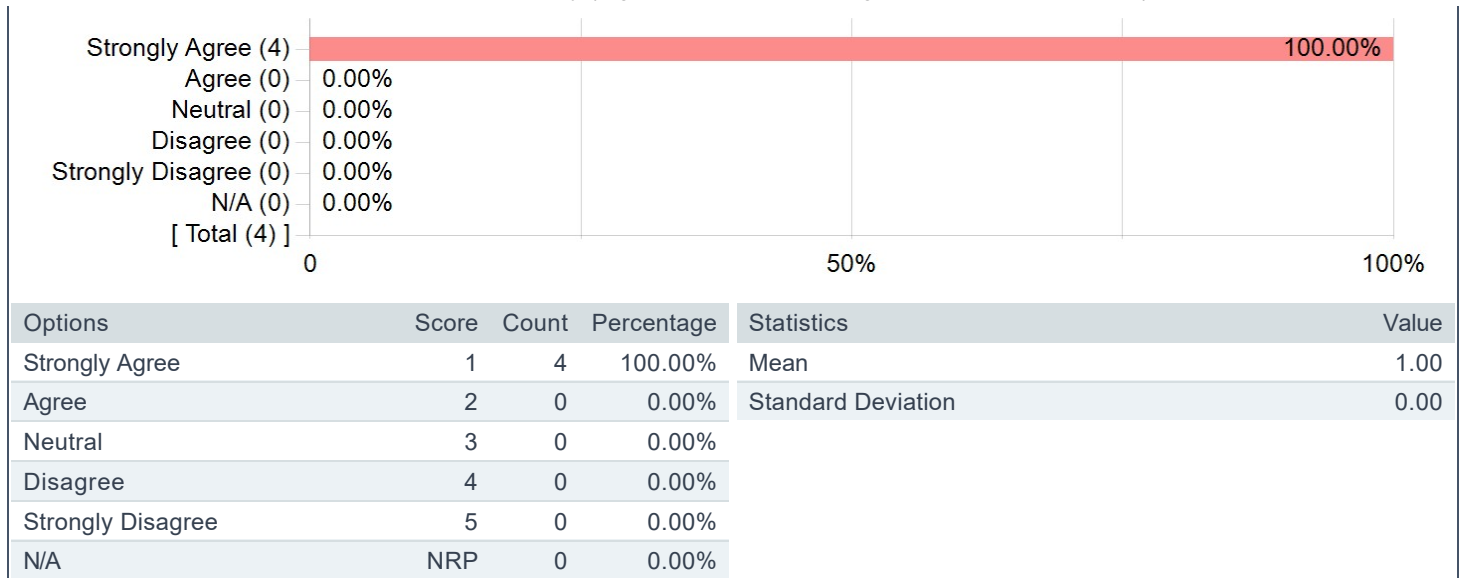 Strongly Agree (4) 100.00%
Agree (0) 0.00%
Neutral (0) 0.00%
Disagree (0) 0.00%
Strongly Disagree (0) 0.00%
N/A (0) 0.00%
[ Total (4) ]
0 50% 100%
Options Score Count Percentage
Strongly Agree 1 4 100.00%
Agree 2 0 0.00%
Neutral 3 0 0.00%
Disagree 4 0 0.00%
Strongly Disagree 5 0 0.00%
N/A NRP 0 0.00%
Statistics Value
Mean 1.00
Standard Deviation 0.00